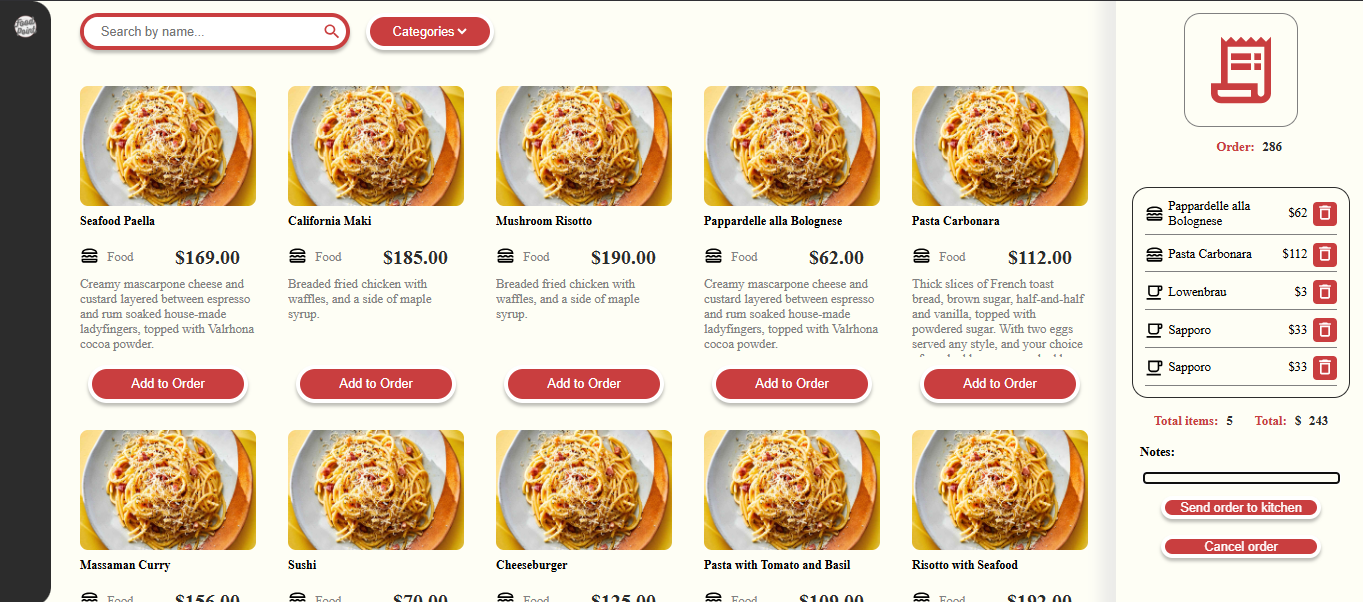 Food
Point
Search by name...
Categories
Seafood Paella
Food $169.00
Creamy mascarpone cheese and
custard layered between espresso
and rum soaked house-made
ladyfingers, topped with Valrhona
cocoa powder.
Add to Order
California Maki
Food $185.00
Breaded fried chicken with
waffles, and a side of maple
syrup.
Add to Order
Mushroom Risotto
Food $190.00
Breaded fried chicken with
waffles, and a side of maple
syrup.
Add to Order
Pappardelle alla Bolognese
Food $62.00
Creamy mascarpone cheese and
custard layered between espresso
and rum soaked house-made
ladyfingers, topped with Valrhona
cocoa powder.
Add to Order
Pasta Carbonara
Food $112.00
Thick slices of French toast
bread, brown sugar, half-and-half
and vanilla, topped with
powdered sugar. With two eggs
served any style, and your choice
Add to Order
Massaman Curry
Food $156.00
Sushi
Food $70.00
Cheeseburger
Food $125.00
Pasta with Tomato and Basil
Food $109.00
Risotto with Seafood
Food $192.00
Order: 286
Pappardelle alla
Bolognese $62
Pasta Carbonara $112
Lowenbrau $3
Sapporo $33
Sapporo $33
Total items: 5 Total: $ 243
Notes:
Send order to kitchen
Cancel order